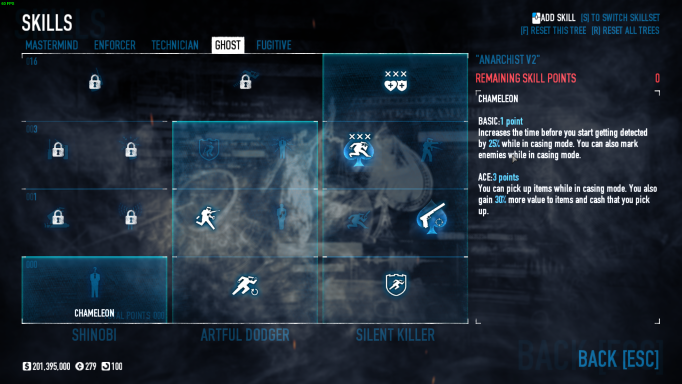 60 FPS
SKILLS
ADD SKILL [S] TO SWITCH SKILLSET
[F] RESET THIS TREE [R] RESET ALL TREES
MASTERMIND ENFORCER TECHNICIAN GHOST FUGITIVE
"ANARCHIST V2"
REMAINING SKILL POINTS 0
CHAMELEON
BASIC:1 point
Increases the time before you start getting detected
by 25% while in casing mode. You can also mark
enemies while in casing mode.
ACE:3 points
You can pick up items while in casing mode. You also
gain 30% more value to items and cash that you pick
up.
CHAMELEON
SHINOBI ARTFUL DODGER SILENT KILLER
201,395,000 279 100
BACK [ESC]